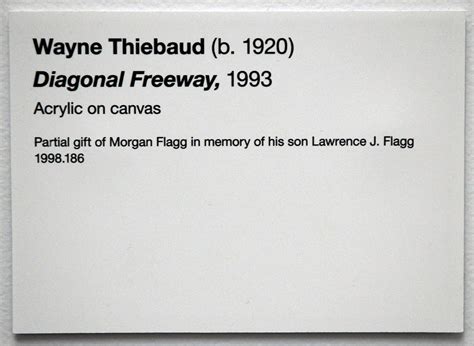 Wayne Thiebaud (b. 1920)
Diagonal Freeway, 1993
Acrylic on canvas
Partial gift of Morgan Flagg in memory of his son Lawrence J. Flagg
1998.186